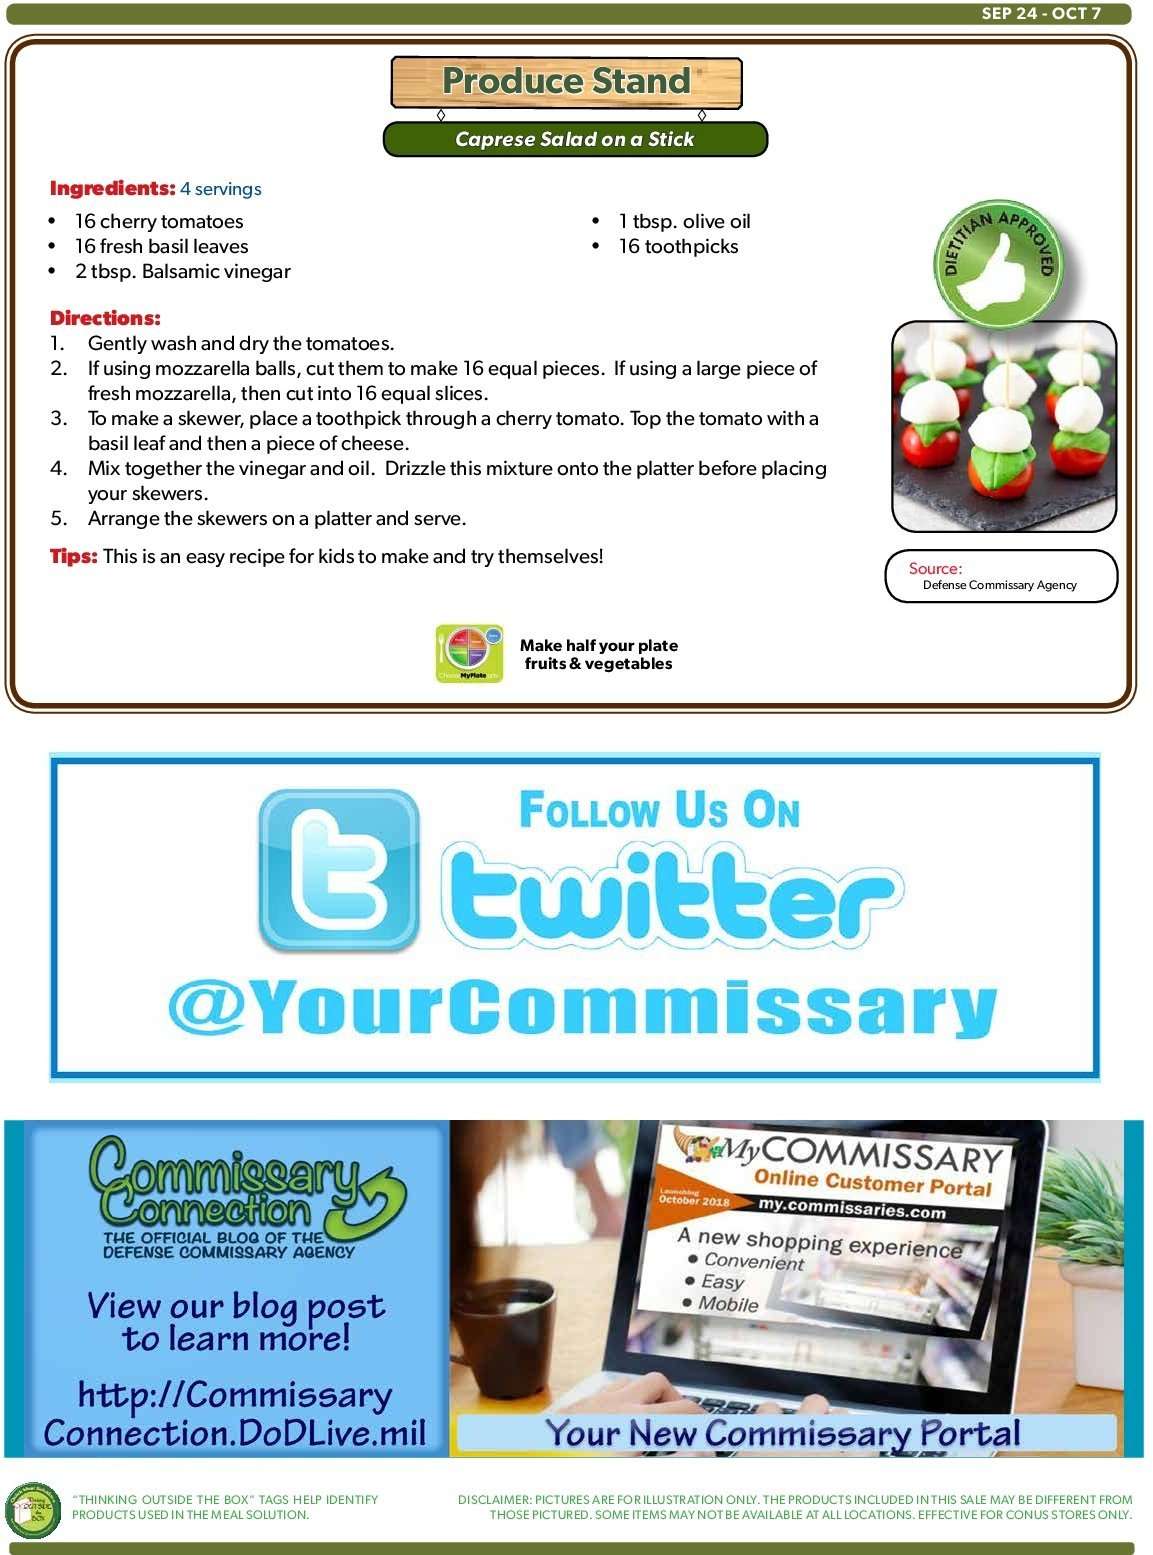 SEP 24 - OCT 7
Produce Stand
Caprese Salad on a Stick
Ingredients: 4 servings
• 16 cherry tomatoes
• 16 fresh basil leaves
• 2 tbsp. Balsamic vinegar
• 1 tbsp. olive oil
• 16 toothpicks
DIETITIAN APPROVED
Directions:
1. Gently wash and dry the tomatoes.
2. If using mozzarella balls, cut them to make 16 equal pieces. If using a large piece of
fresh mozzarella, then cut into 16 equal slices.
3. To make a skewer, place a toothpick through a cherry tomato. Top the tomato with a
basil leaf and then a piece of cheese.
4. Mix together the vinegar and oil. Drizzle this mixture onto the platter before placing
your skewers.
5. Arrange the skewers on a platter and serve.
Tips: This is an easy recipe for kids to make and try themselves!
Source:
Defense Commissary Agency
MyPlate
Make half your plate
fruits & vegetables
FOLLOW US ON
t twitter
@YourCommissary
Commissary
Connection
THE OFFICIAL BLOG OF THE
DEFENSE COMMISSARY AGENCY
View our blog post
to learn more!
http://Commissary
Connection.DoDLive.mil
MyCOMMISSARY
Online Customer Portal
Launching
October 2018
my.commissaries.com
A new shopping experience
• Convenient
• Easy
• Mobile
Your New Commissary Portal
"THINKING OUTSIDE THE BOX" TAGS HELP IDENTIFY
PRODUCTS USED IN THE MEAL SOLUTION.
DISCLAIMER: PICTURES ARE FOR ILLUSTRATION ONLY. THE PRODUCTS INCLUDED IN THIS SALE MAY BE DIFFERENT FROM
THOSE PICTURED. SOME ITEMS MAY NOT BE AVAILABLE AT ALL LOCATIONS. EFFECTIVE FOR CONUS STORES ONLY.